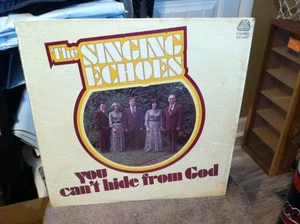 The SINGING
ECHOES
you
can't hide from God